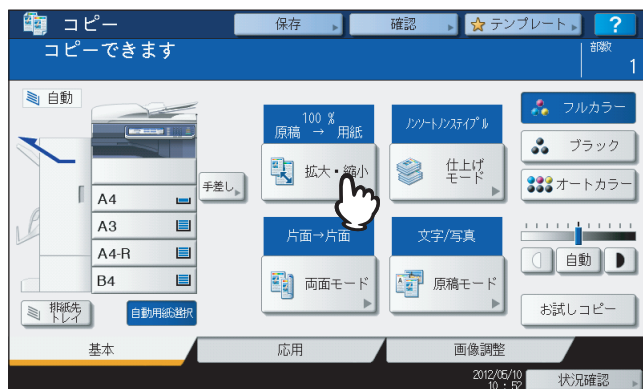 コピー
保存
確認
テンプレート
?
コピーできます
部数
1
自動
100 %
原稿 → 用紙
ノンソートノンステイプル
フルカラー
拡大・縮小
仕上げ
モード
ブラック
オートカラー
手差し
A4
A3
A4-R
B4
片面→片面
文字/写真
両面モード
原稿モード
自動
排紙先
トレイ
自動用紙選択
お試しコピー
基本
応用
画像調整
2012/05/10
10 : 52
状況確認